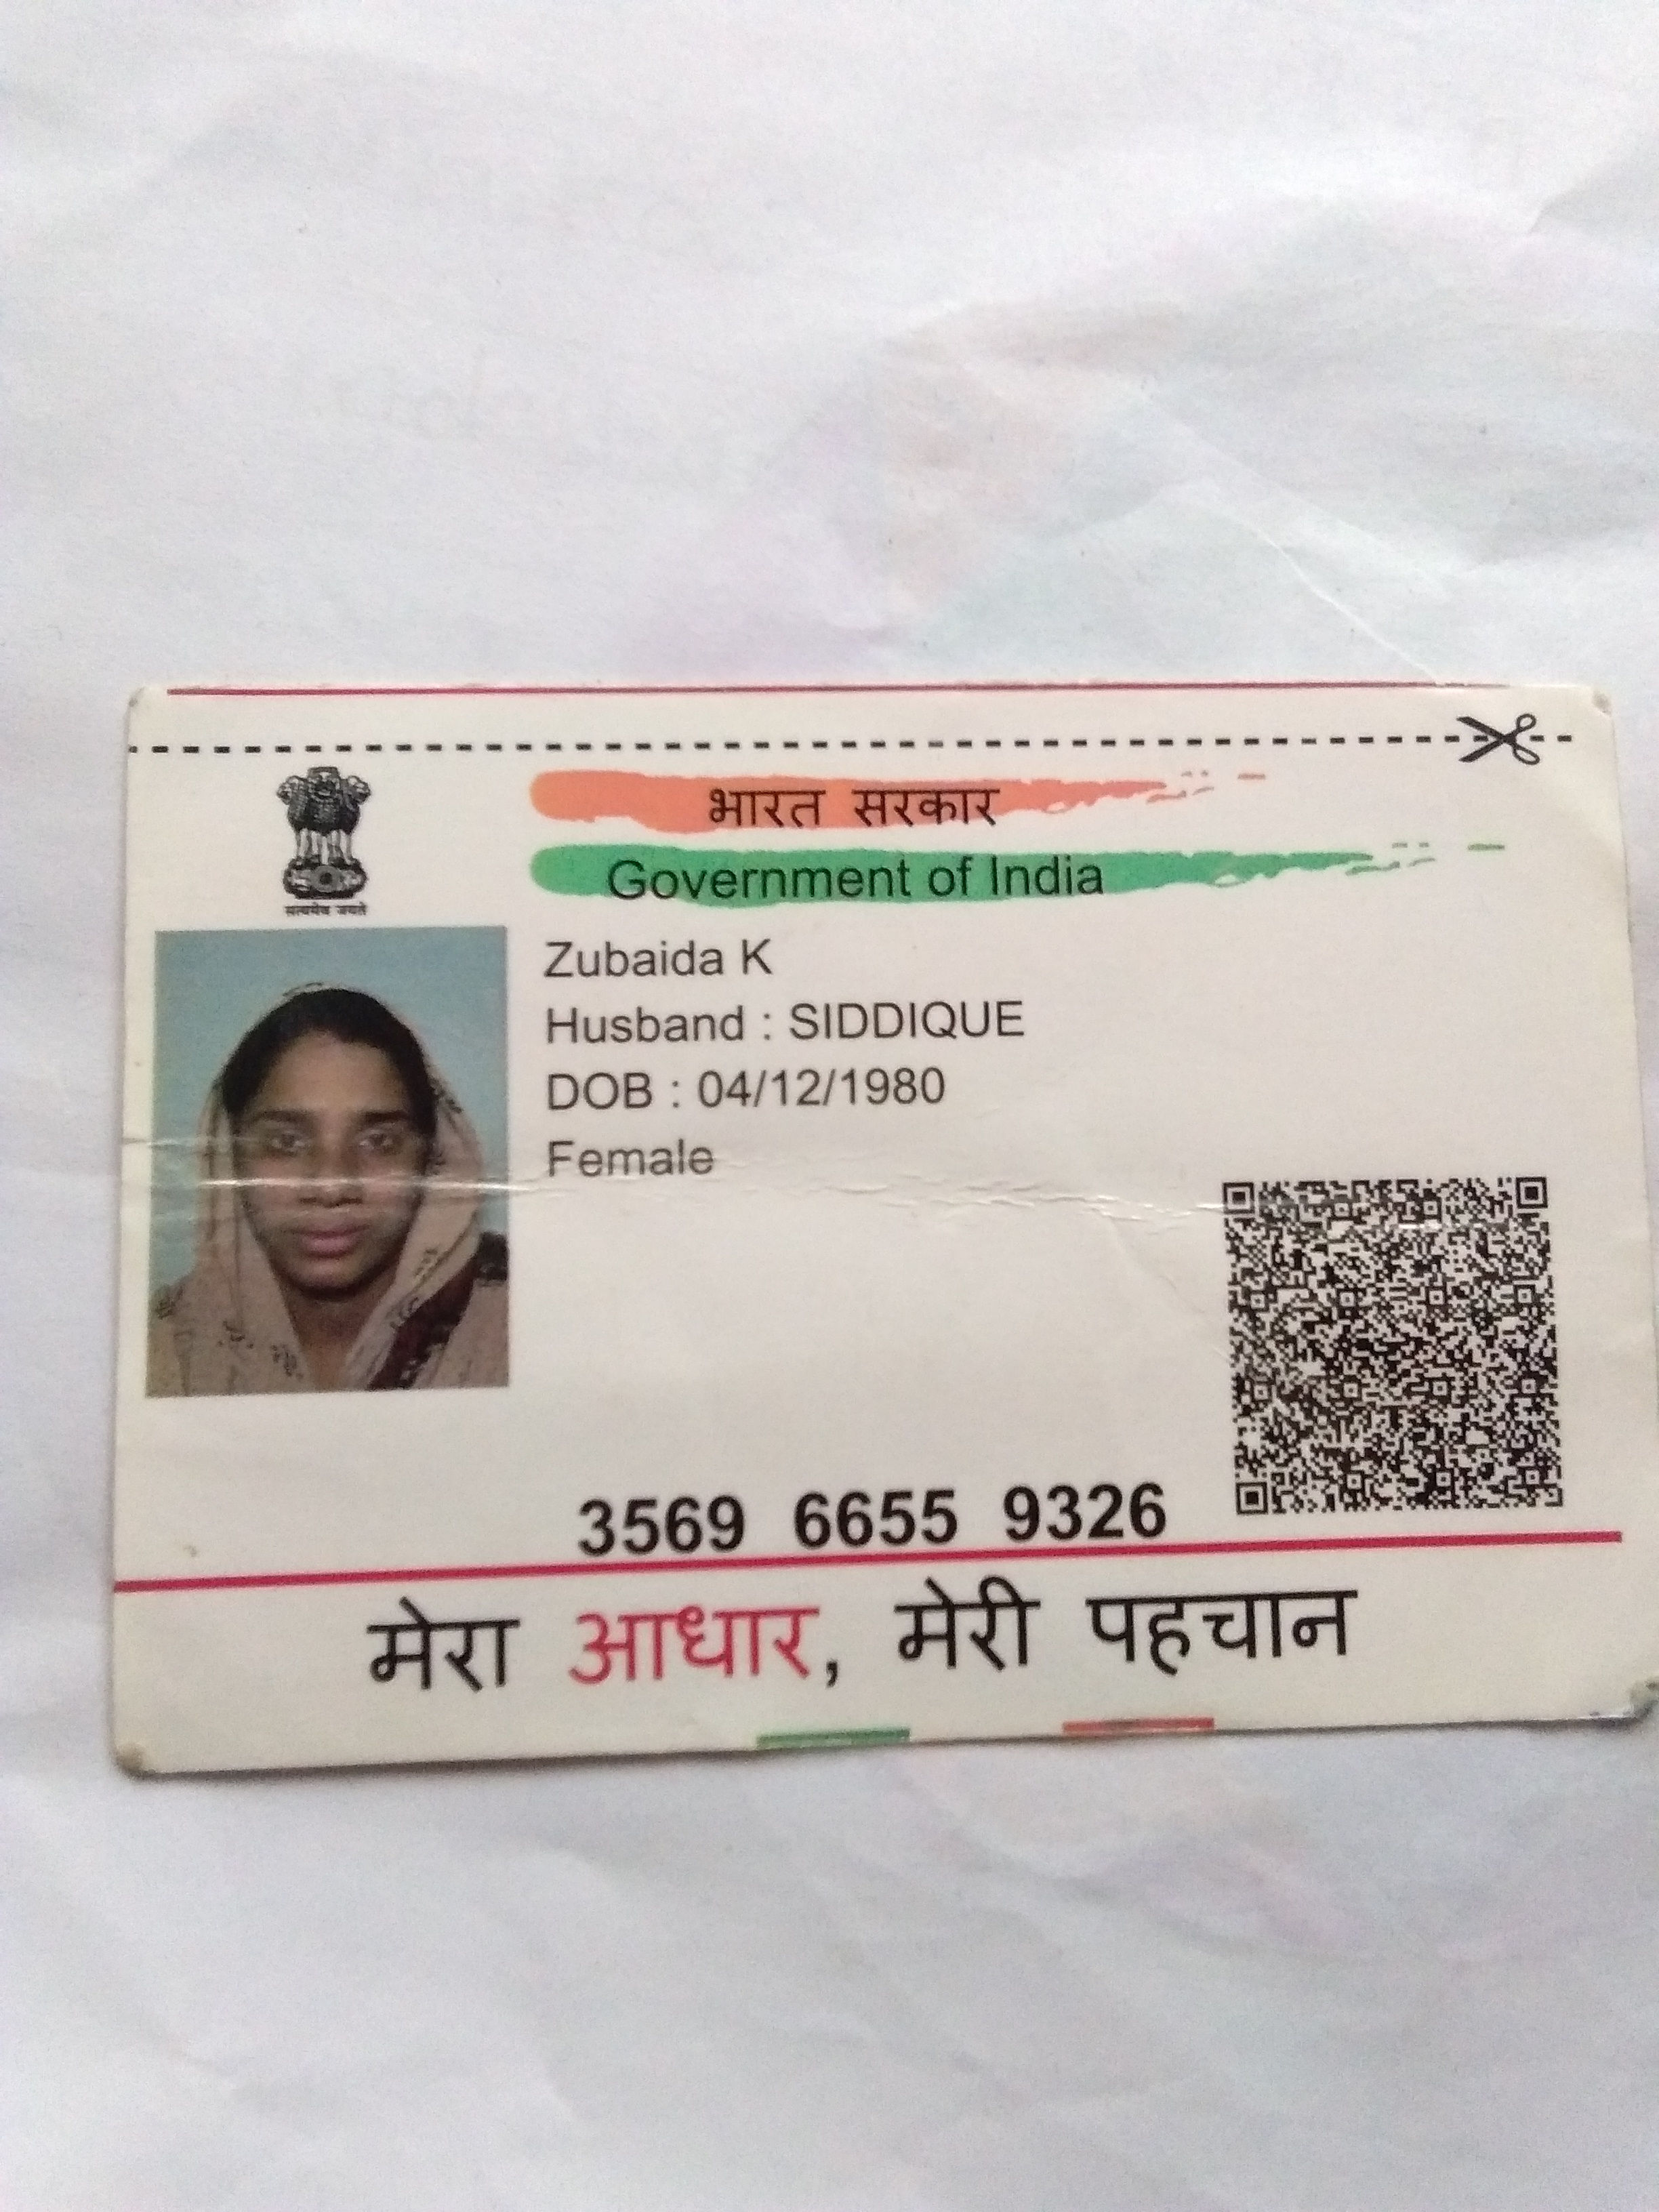 भारत सरकार
Government of India
सत्यमेव जयते
Zubaida K
Husband : SIDDIQUE
DOB : 04/12/1980
Female
3569 6655 9326
मेरा आधार, मेरी पहचान